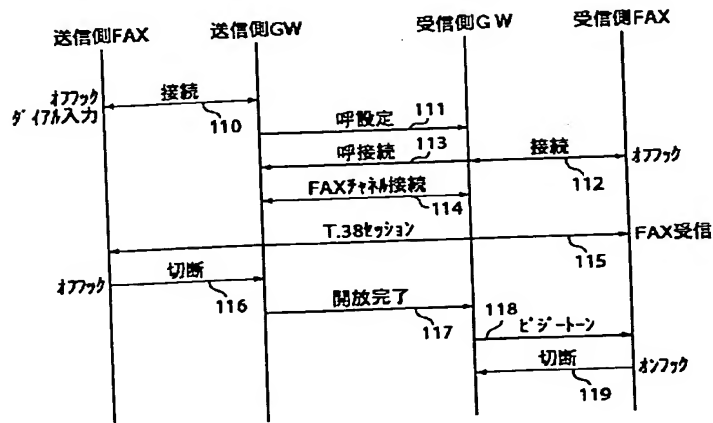 送信側FAX
送信側GW
受信側GW
受信側FAX
オフフック
ダイアル入力
接続
110
呼設定
111
呼接続
113
接続
112
オフフック
FAXチャネル接続
114
T.38セッション
115
FAX受信
オフフック
切断
116
開放完了
117
118
ビジートーン
切断
119
オンフック